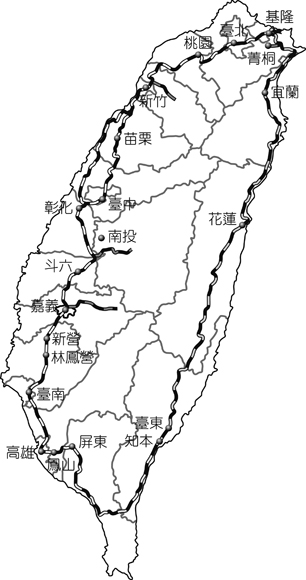 基隆
臺北
桃園
菁桐
宜蘭
新竹
苗栗
臺中
彰化
花蓮
南投
斗六
嘉義
新營
林鳳營
臺南
臺東
知本
屏東
高雄
鳳山